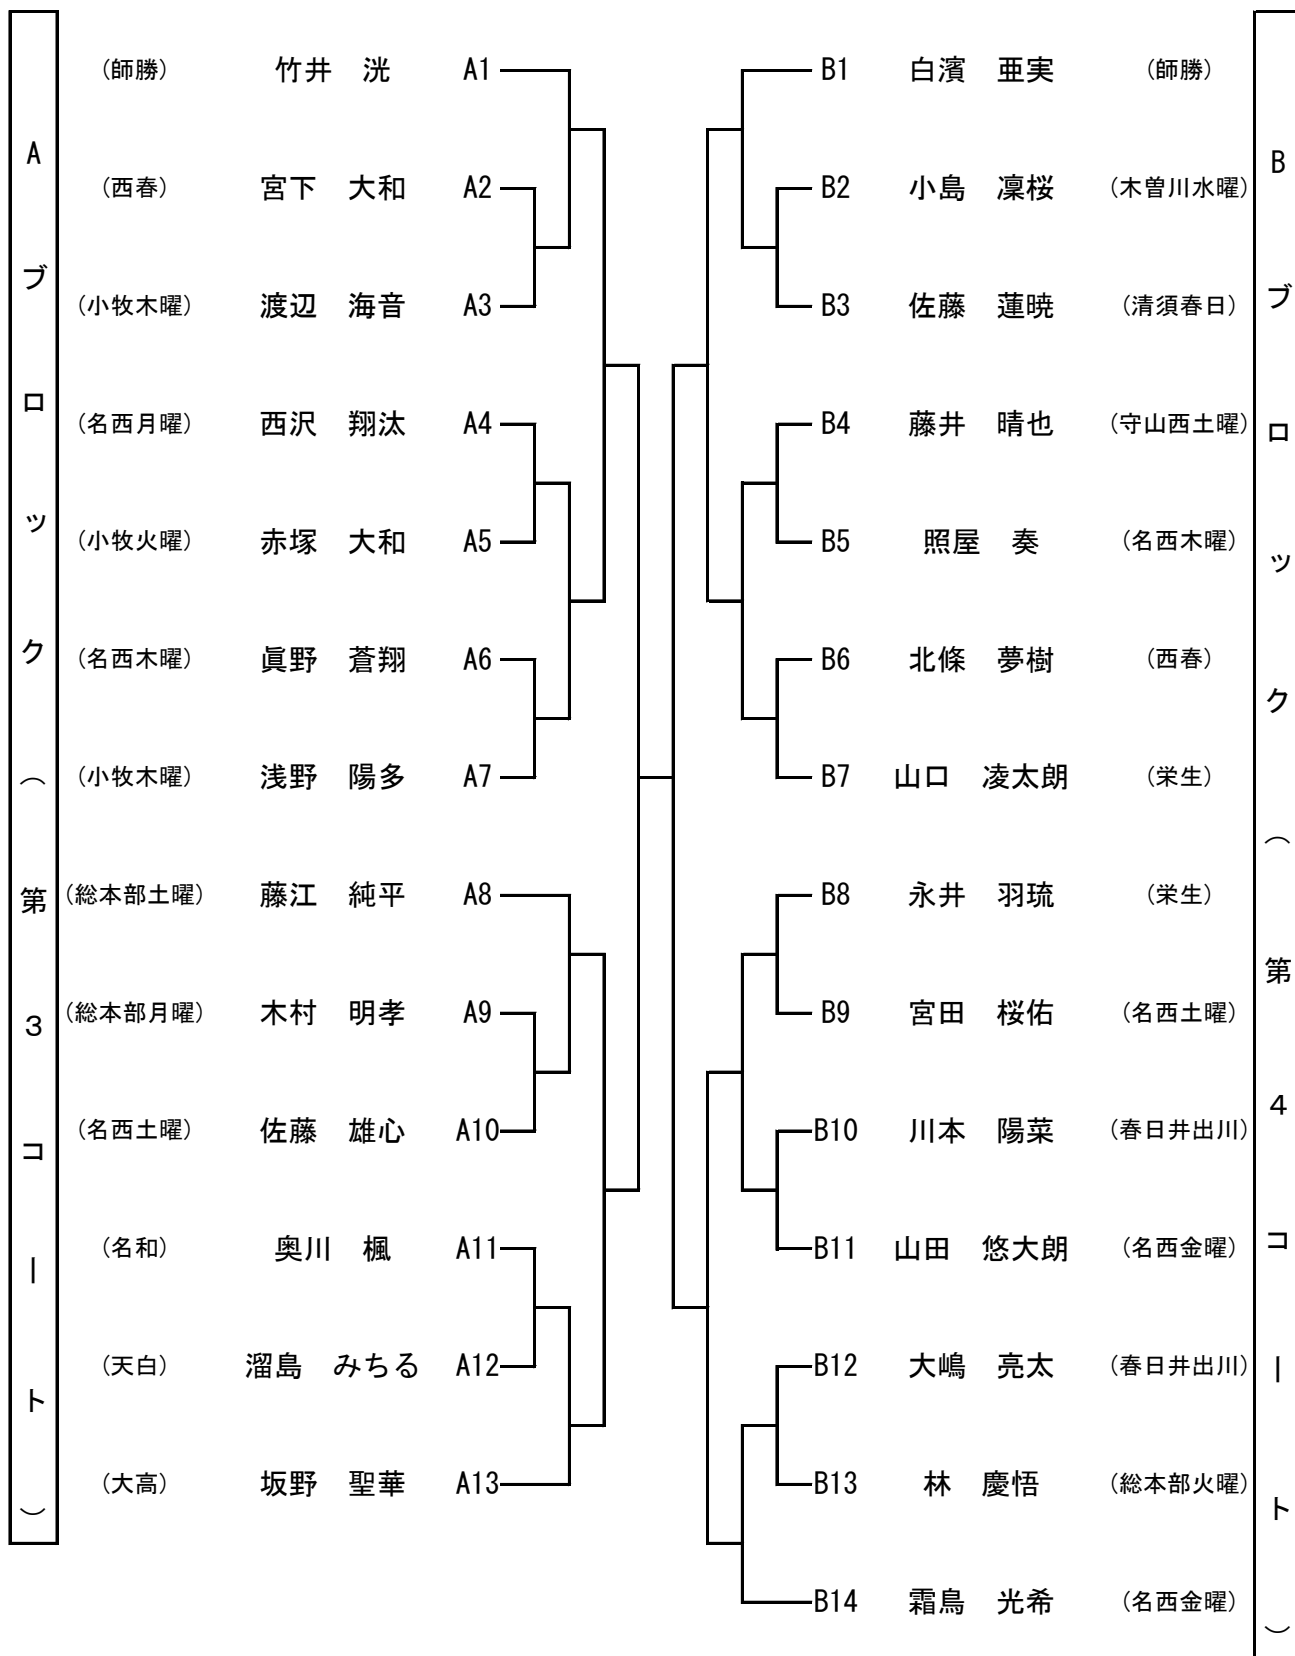 Aブロック（第3コート）
(師勝) 竹井 洸 A1
(西春) 宮下 大和 A2
(小牧木曜) 渡辺 海音 A3
(名西月曜) 西沢 翔汰 A4
(小牧火曜) 赤塚 大和 A5
(名西木曜) 眞野 蒼翔 A6
(小牧木曜) 浅野 陽多 A7
(総本部土曜) 藤江 純平 A8
(総本部月曜) 木村 明孝 A9
(名西土曜) 佐藤 雄心 A10
(名和) 奥川 楓 A11
(天白) 溜島 みちる A12
(大高) 坂野 聖華 A13
B1 白濱 亜実 (師勝)
B2 小島 凜桜 (木曽川水曜)
B3 佐藤 蓮暁 (清須春日)
B4 藤井 晴也 (守山西土曜)
B5 照屋 奏 (名西木曜)
B6 北條 夢樹 (西春)
B7 山口 凌太朗 (栄生)
B8 永井 羽琉 (栄生)
B9 宮田 桜佑 (名西土曜)
B10 川本 陽菜 (春日井出川)
B11 山田 悠大朗 (名西金曜)
B12 大嶋 亮太 (春日井出川)
B13 林 慶悟 (総本部火曜)
B14 霜鳥 光希 (名西金曜)
Bブロック（第4コート）